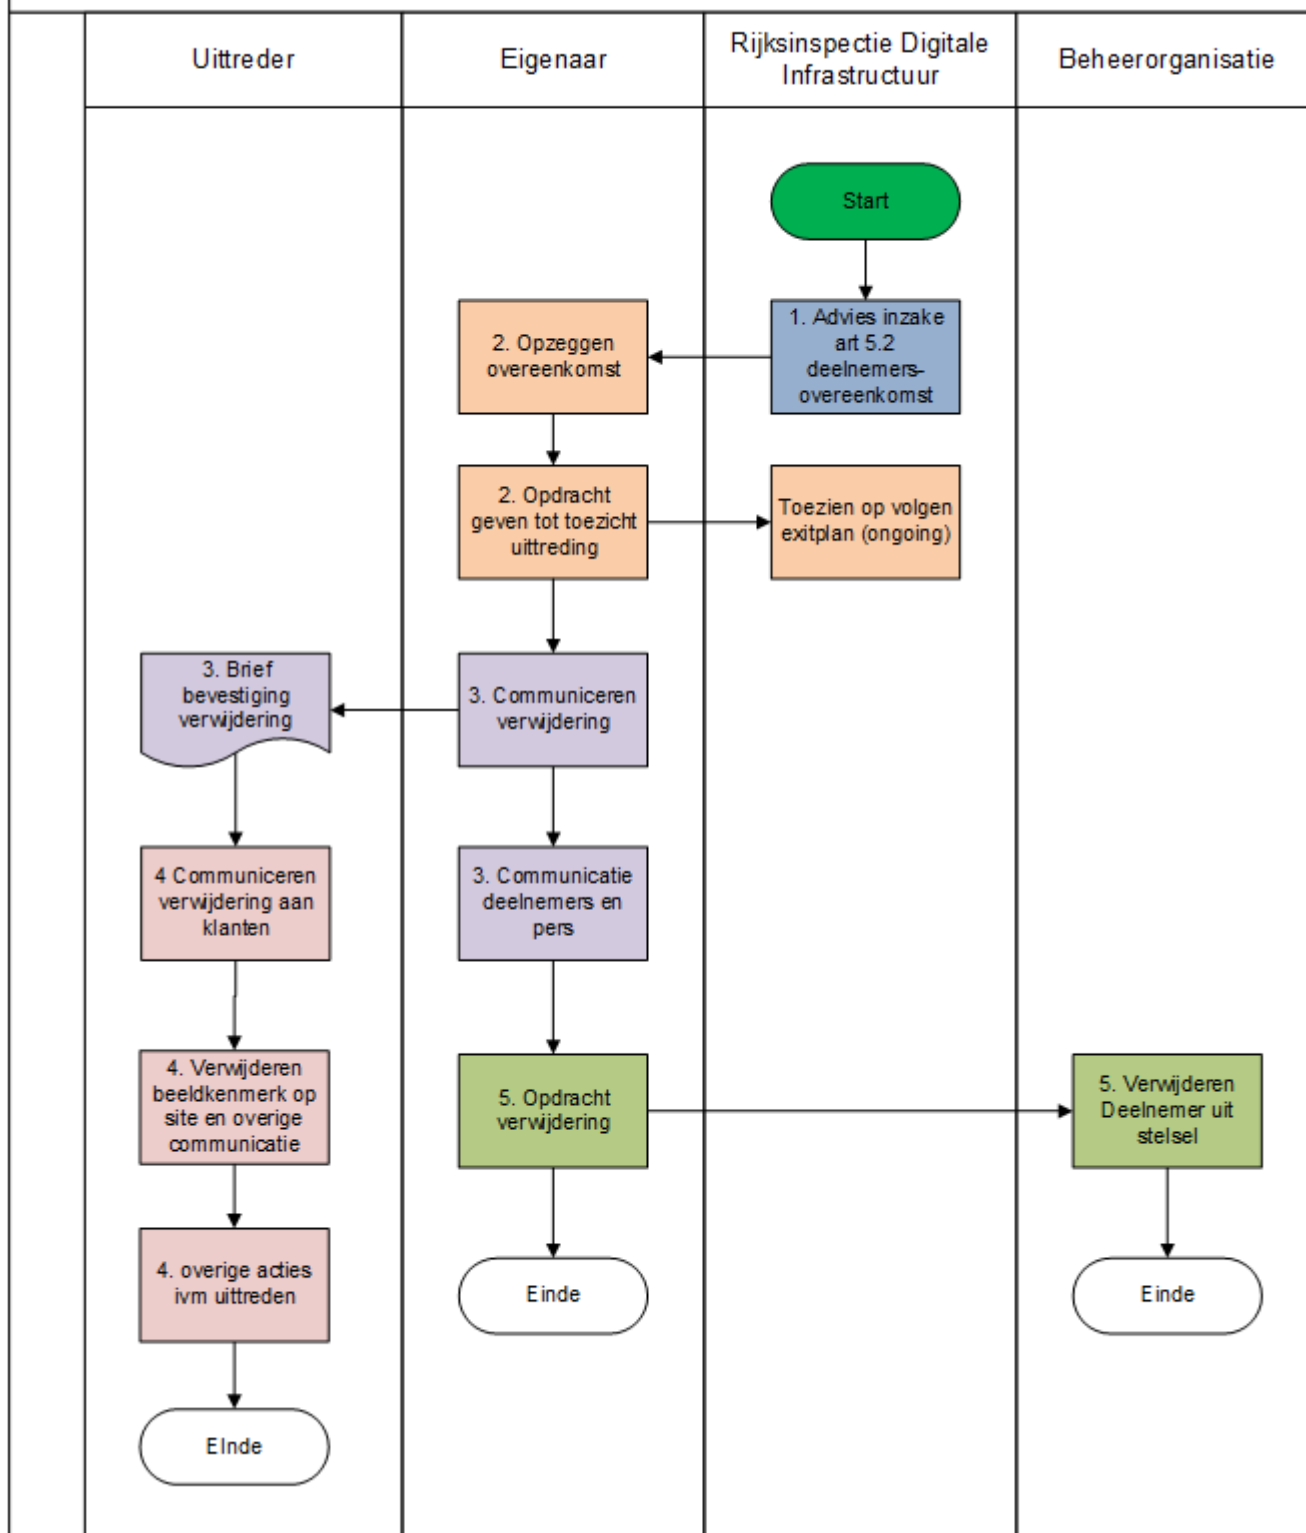 Uittreder
Eigenaar
Rijksinspectie Digitale
Infrastructuur
Beheerorganisatie
Start
1. Advies inzake
art 5.2
deelnemers-
overeenkomst
2. Opzeggen
overeenkomst
2. Opdracht
geven tot toezicht
uittreding
Toezien op volgen
exitplan (ongoing)
3. Brief
bevestiging
verwijdering
3. Communiceren
verwijdering
4 Communiceren
verwijdering aan
klanten
3. Communicatie
deelnemers en
pers
4. Verwijderen
beeldkenmerk op
site en overige
communicatie
5. Opdracht
verwijdering
5. Verwijderen
Deelnemer uit
stelsel
4. overige acties
ivm uittreden
Einde
Einde
EInde